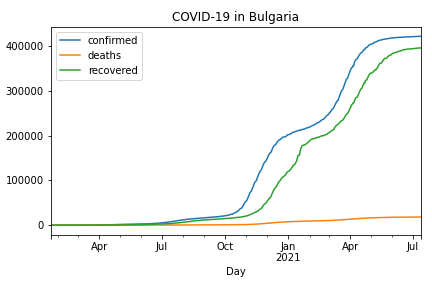 COVID-19 in Bulgaria
confirmed
deaths
recovered
400000
300000
200000
100000
0
Apr Jul Oct Jan Apr Jul
2021
Day